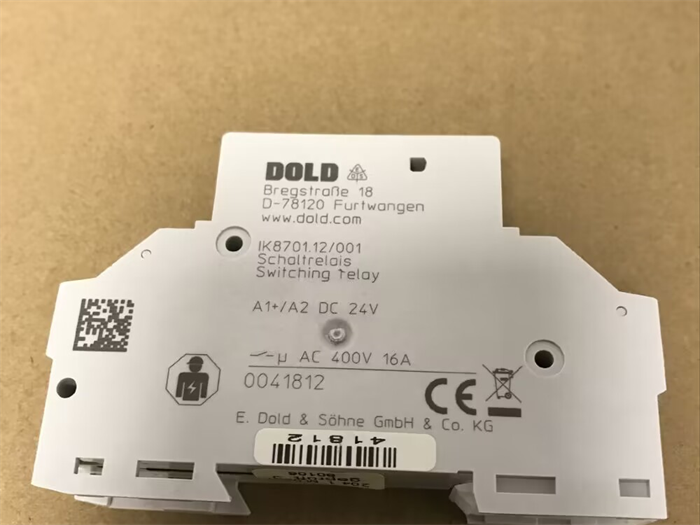 DOLD
Bregstraße 18
D-78120 Furtwangen
www.dold.com
IK8701.12/001
Schaltrelais
Switching relay
A1+/A2 DC 24V
µ AC 400V 16A
0041812
CE
E. Dold & Söhne GmbH & Co. KG
41812